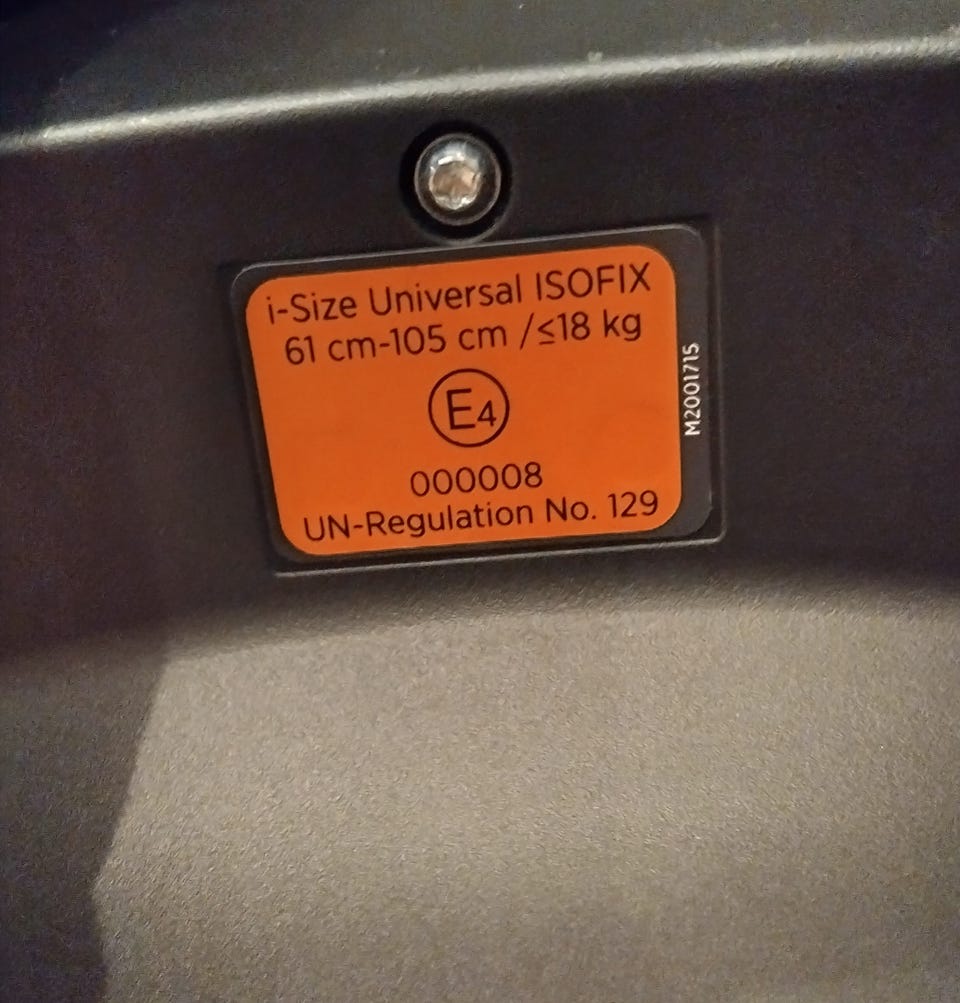 i-Size Universal ISOFIX
61 cm-105 cm /≤18 kg
E4
000008
UN-Regulation No. 129
M2001715